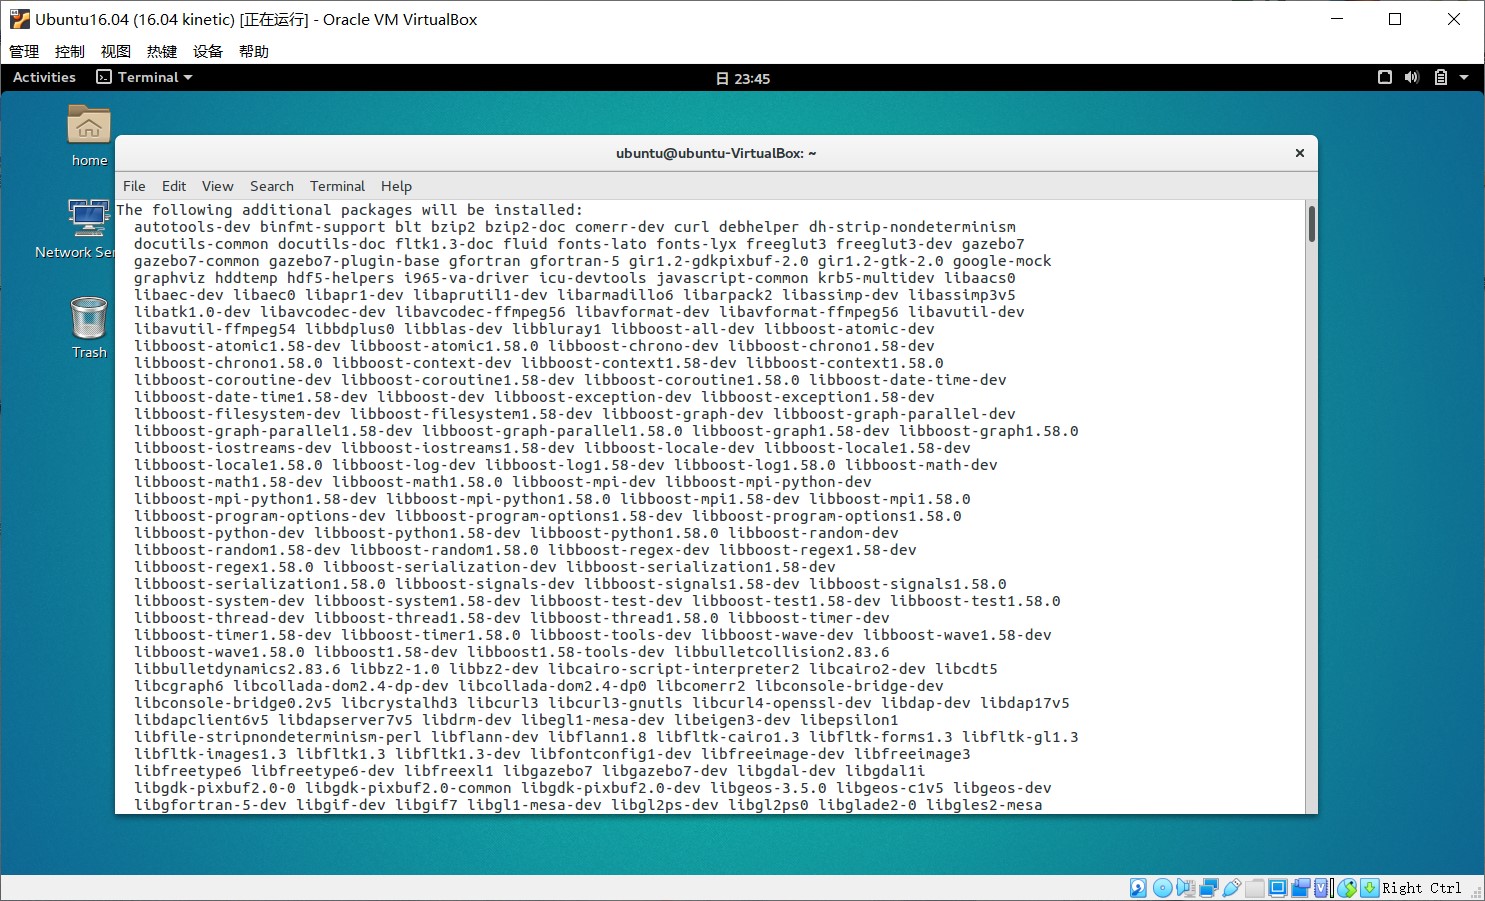 Ubuntu16.04 (16.04 kinetic) [正在运行] - Oracle VM VirtualBox
管理 控制 视图 热键 设备 帮助
Activities Terminal 日 23:45
home
Network Ser
Trash
ubuntu@ubuntu-VirtualBox: ~
File Edit View Search Terminal Help
The following additional packages will be installed:
autotools-dev binfmt-support blt bzip2 bzip2-doc comerr-dev curl debhelper dh-strip-nondeterminism
docutils-common docutils-doc fltk1.3-doc fluid fonts-lato fonts-lyx freeglut3 freeglut3-dev gazebo7
gazebo7-common gazebo7-plugin-base gfortran gfortran-5 gir1.2-gdkpixbuf-2.0 gir1.2-gtk-2.0 google-mock
graphviz hddtemp hdf5-helpers i965-va-driver icu-devtools javascript-common krb5-multidev libaacs0
libaec-dev libaec0 libapr1-dev libaprutil1-dev libarmadillo6 libarpack2 libassimp-dev libassimp3v5
libatk1.0-dev libavcodec-dev libavcodec-ffmpeg56 libavformat-dev libavformat-ffmpeg56 libavutil-dev
libavutil-ffmpeg54 libbdplus0 libblas-dev libbluray1 libboost-all-dev libboost-atomic-dev
libboost-atomic1.58-dev libboost-atomic1.58.0 libboost-chrono-dev libboost-chrono1.58-dev
libboost-chrono1.58.0 libboost-context-dev libboost-context1.58-dev libboost-context1.58.0
libboost-coroutine-dev libboost-coroutine1.58-dev libboost-coroutine1.58.0 libboost-date-time-dev
libboost-date-time1.58-dev libboost-dev libboost-exception-dev libboost-exception1.58-dev
libboost-filesystem-dev libboost-filesystem1.58-dev libboost-graph-dev libboost-graph-parallel-dev
libboost-graph-parallel1.58-dev libboost-graph-parallel1.58.0 libboost-graph1.58-dev libboost-graph1.58.0
libboost-iostreams-dev libboost-iostreams1.58-dev libboost-locale-dev libboost-locale1.58-dev
libboost-locale1.58.0 libboost-log-dev libboost-log1.58-dev libboost-log1.58.0 libboost-math-dev
libboost-math1.58-dev libboost-math1.58.0 libboost-mpi-dev libboost-mpi-python-dev
libboost-mpi-python1.58-dev libboost-mpi-python1.58.0 libboost-mpi1.58-dev libboost-mpi1.58.0
libboost-program-options-dev libboost-program-options1.58-dev libboost-program-options1.58.0
libboost-python-dev libboost-python1.58-dev libboost-python1.58.0 libboost-random-dev
libboost-random1.58-dev libboost-random1.58.0 libboost-regex-dev libboost-regex1.58-dev
libboost-regex1.58.0 libboost-serialization-dev libboost-serialization1.58-dev
libboost-serialization1.58.0 libboost-signals-dev libboost-signals1.58-dev libboost-signals1.58.0
libboost-system-dev libboost-system1.58-dev libboost-test-dev libboost-test1.58-dev libboost-test1.58.0
libboost-thread-dev libboost-thread1.58-dev libboost-thread1.58.0 libboost-timer-dev
libboost-timer1.58-dev libboost-timer1.58.0 libboost-tools-dev libboost-wave-dev libboost-wave1.58-dev
libboost-wave1.58.0 libboost1.58-dev libboost1.58-tools-dev libbulletcollision2.83.6
libbulletdynamics2.83.6 libbz2-1.0 libbz2-dev libcairo-script-interpreter2 libcairo2-dev libcdt5
libcgraph6 libcollada-dom2.4-dp-dev libcollada-dom2.4-dp0 libcomerr2 libconsole-bridge-dev
libconsole-bridge0.2v5 libcrystalhd3 libcurl3 libcurl3-gnutls libcurl4-openssl-dev libdap-dev libdap17v5
libdapclient6v5 libdapserver7v5 libdrm-dev libegl1-mesa-dev libeigen3-dev libepsilon1
libfile-stripnondeterminism-perl libflann-dev libflann1.8 libfltk-cairo1.3 libfltk-forms1.3 libfltk-gl1.3
libfltk-images1.3 libfltk1.3 libfltk1.3-dev libfontconfig1-dev libfreeimage-dev libfreeimage3
libfreetype6 libfreetype6-dev libfreexl1 libgazebo7 libgazebo7-dev libgdal-dev libgdal1i
libgdk-pixbuf2.0-0 libgdk-pixbuf2.0-common libgdk-pixbuf2.0-dev libgeos-3.5.0 libgeos-c1v5 libgeos-dev
libgfortran-5-dev libgif-dev libgif7 libgl1-mesa-dev libgl2ps-dev libgl2ps0 libglade2-0 libgles2-mesa
Right Ctrl